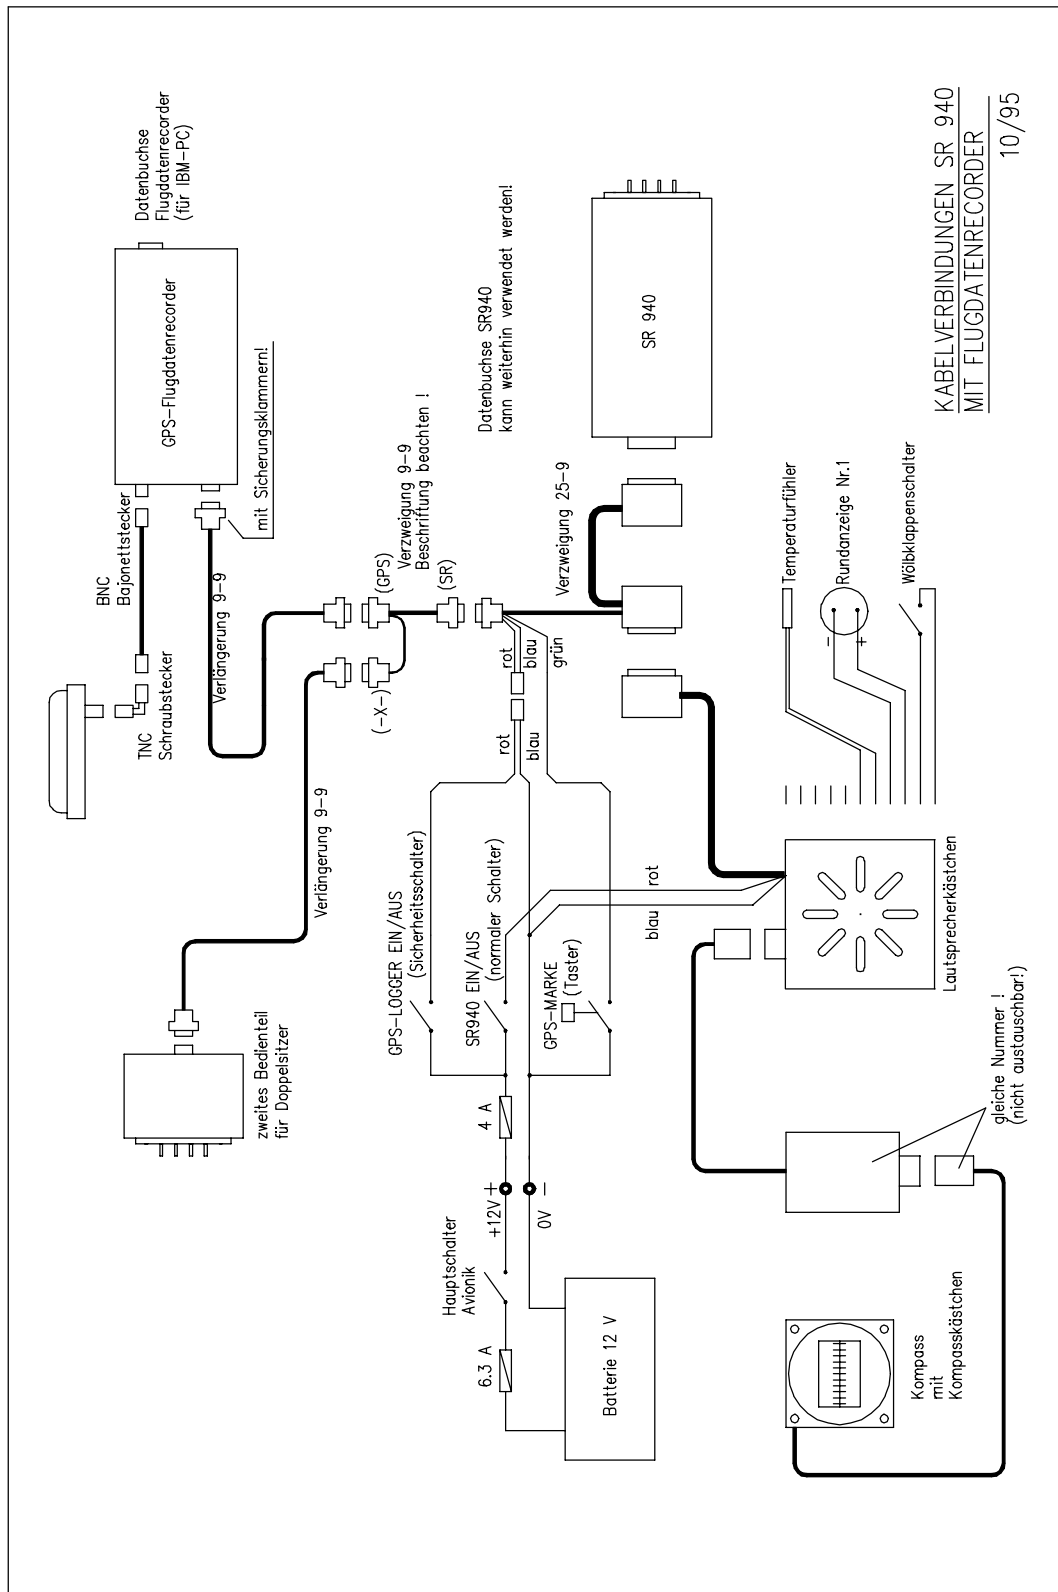 KABELVERBINDUNGEN SR 940
MIT FLUGDATENRECORDER
10/95
Datenbuchse
Flugdatenrecorder
(für IBM-PC)
GPS-Flugdatenrecorder
mit Sicherungsklammern!
BNC
Bajonettstecker
TNC
Schraubstecker
Verlängerung 9-9
Verlängerung 9-9
zweites Bedienteil
für Doppelsitzer
(GPS)
(-X-)
Verzweigung 9-9
Beschriftung beachten !
(SR)
rot
blau
grün
rot
blau
Datenbuchse SR940
kann weiterhin verwendet werden!
SR 940
Verzweigung 25-9
GPS-LOGGER EIN/AUS
(Sicherheitsschalter)
SR940 EIN/AUS
(normaler Schalter)
GPS-MARKE
(Taster)
4 A
+12V
+
0V
-
Hauptschalter
Avionik
6.3 A
Batterie 12 V
rot
blau
Temperaturfühler
Rundanzeige Nr.1
-
+
Wölbklappenschalter
Lautsprecherkästchen
gleiche Nummer !
(nicht austauschbar!)
Kompass
mit
Kompasskästchen